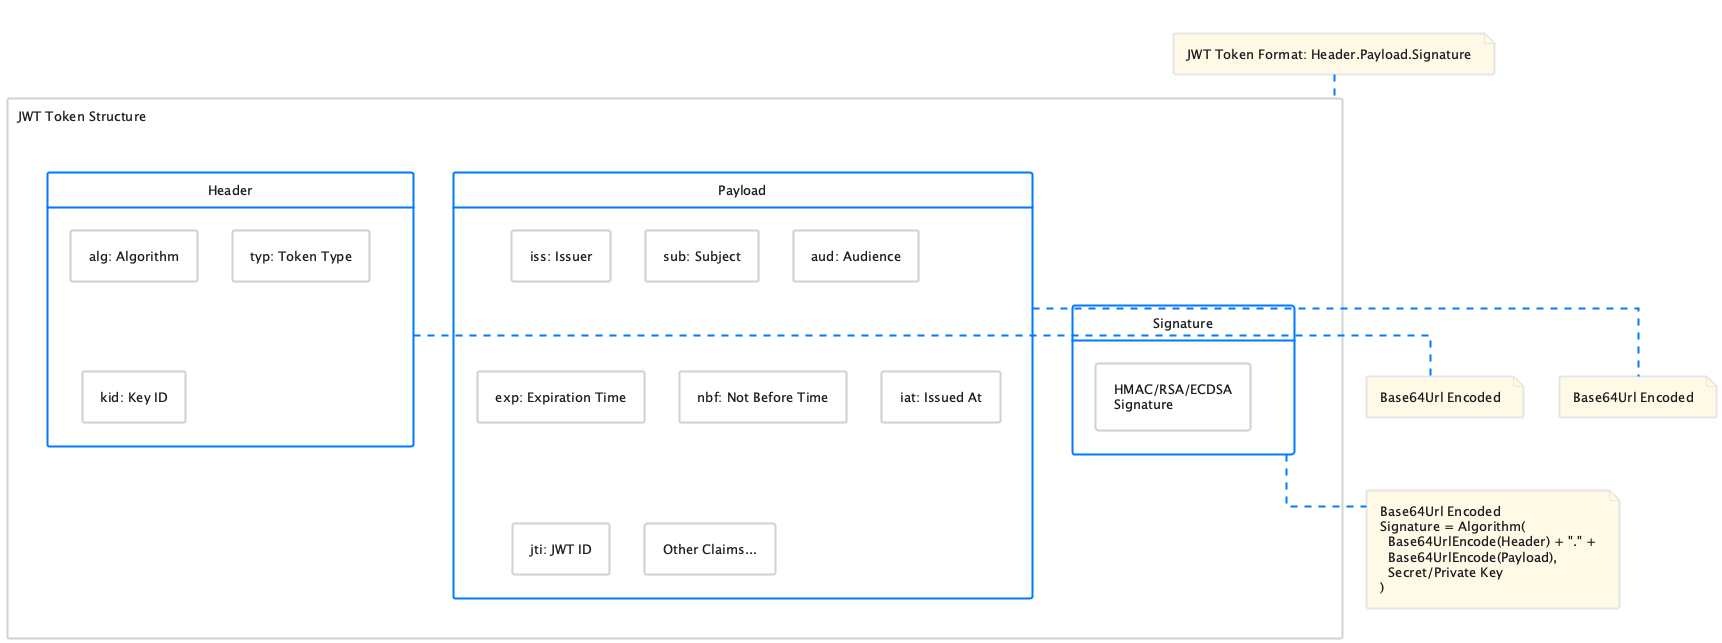 JWT Token Format: Header.Payload.Signature
JWT Token Structure
Header
alg: Algorithm
typ: Token Type
kid: Key ID
Payload
iss: Issuer
sub: Subject
aud: Audience
exp: Expiration Time
nbf: Not Before Time
iat: Issued At
jti: JWT ID
Other Claims...
Signature
HMAC/RSA/ECDSA
Signature
Base64Url Encoded
Base64Url Encoded
Base64Url Encoded
Signature = Algorithm(
  Base64UrlEncode(Header) + "." +
  Base64UrlEncode(Payload),
  Secret/Private Key
)